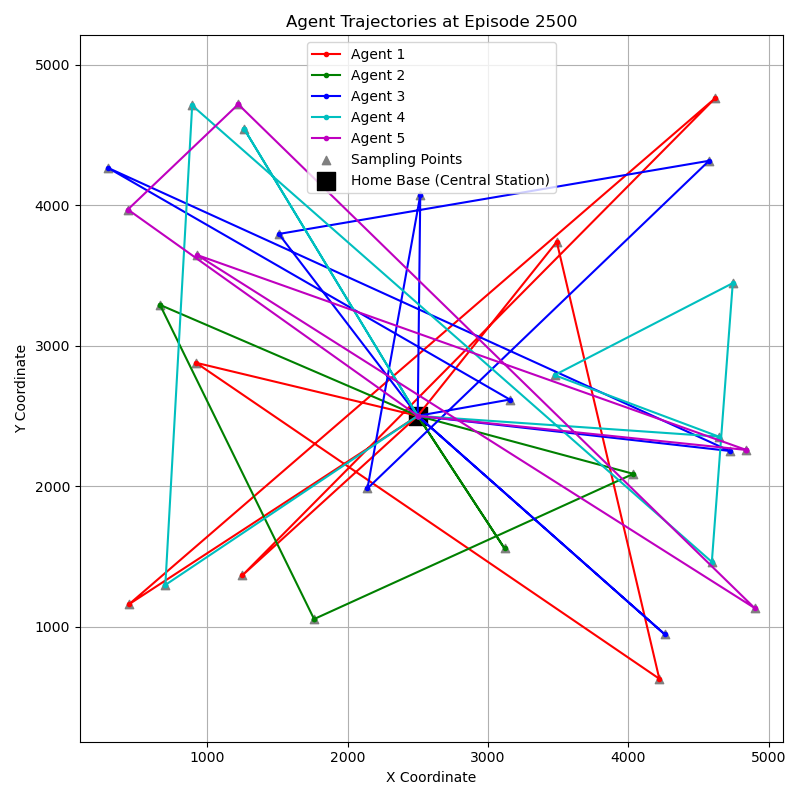 Agent Trajectories at Episode 2500
Agent 1
Agent 2
Agent 3
Agent 4
Agent 5
Sampling Points
Home Base (Central Station)
5000
4000
3000
2000
1000
Y Coordinate
1000 2000 3000 4000 5000
X Coordinate